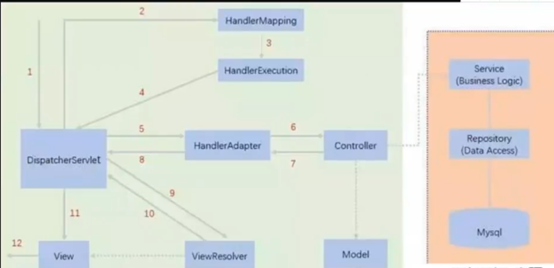 2
HandlerMapping
3
1
HandlerExecution
Service
(Business Logic)
4
5
6
DispatcherServlet
HandlerAdapter
Controller
Repository
(Data Access)
8
7
9
10
11
Mysql
12
View
ViewResolver
Model